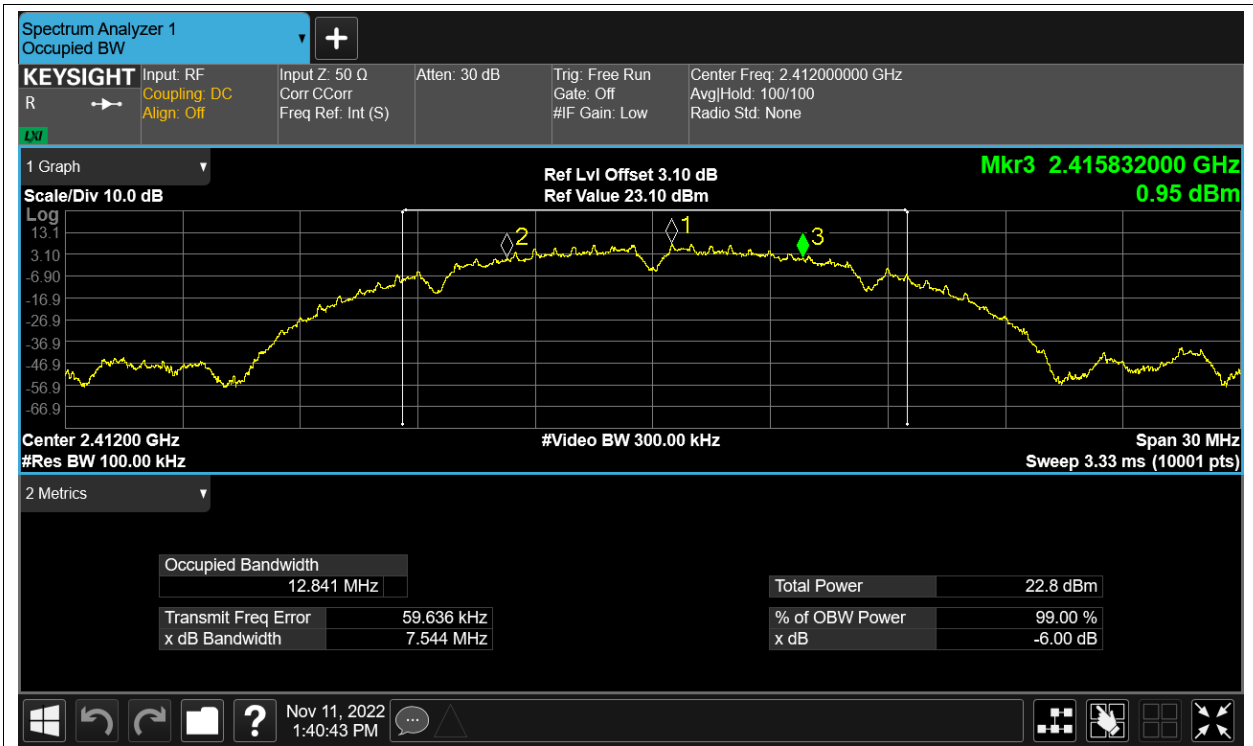 Spectrum Analyzer 1
Occupied BW
KEYSIGHT
R
LXI
Input: RF
Coupling: DC
Align: Off
Input Z: 50 Ω
Corr CCorr
Freq Ref: Int (S)
Atten: 30 dB
Trig: Free Run
Gate: Off
#IF Gain: Low
Center Freq: 2.412000000 GHz
Avg|Hold: 100/100
Radio Std: None
1 Graph
Scale/Div 10.0 dB
Ref Lvl Offset 3.10 dB
Ref Value 23.10 dBm
Mkr3 2.415832000 GHz
0.95 dBm
Log
13.1
3.10
-6.90
-16.9
-26.9
-36.9
-46.9
-56.9
-66.9
2
1
3
Center 2.41200 GHz
#Res BW 100.00 kHz
#Video BW 300.00 kHz
Span 30 MHz
Sweep 3.33 ms (10001 pts)
2 Metrics
Occupied Bandwidth
12.841 MHz
Transmit Freq Error 59.636 kHz
x dB Bandwidth 7.544 MHz
Total Power 22.8 dBm
% of OBW Power 99.00 %
x dB -6.00 dB
?
Nov 11, 2022
1:40:43 PM